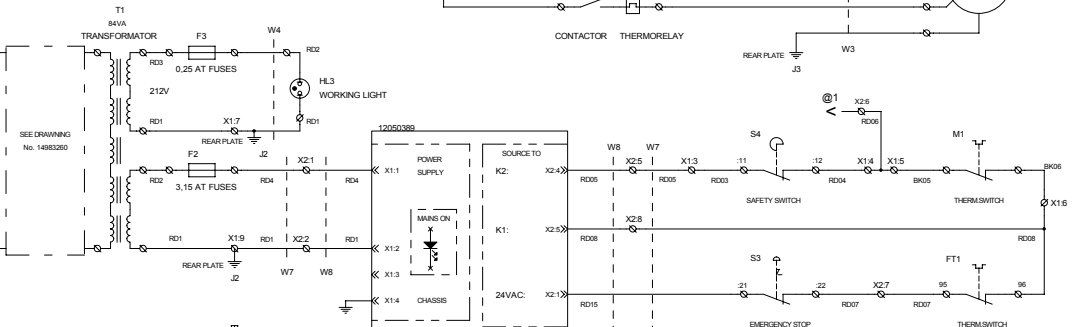 T1
84VA
TRANSFORMATOR
F3
W4
RD2
RD3
0,25 AT FUSES
212V
HL3
WORKING LIGHT
RD1
X1:7
RD1
REAR PLATE
J2
SEE DRAWNING
No. 14983260
F2
X2:1
RD2
3,15 AT FUSES
RD4
RD4
RD1
X1:9
RD1
X2:2
RD1
REAR PLATE
J2
W7
W8
CONTACTOR
THERMORELAY
REAR PLATE
J3
W3
12050389
POWER
SUPPLY
X1:1
MAINS ON
X1:2
X1:3
X1:4
CHASSIS
SOURCE TO
K2:
X2:4
K1:
X2:5
24VAC:
X2:1
W8
W7
X2:5
X1:3
RD05
RD05
RD03
:11
S4
:12
RD04
SAFETY SWITCH
@1
X2:6
RD06
X1:4
X1:5
BK05
M1
THERM.SWITCH
BK06
X1:6
X2:8
RD08
RD08
S3
:21
:22
X2:7
RD15
RD07
RD07
EMERGENCY STOP
FT1
95
96
THERM.SWITCH